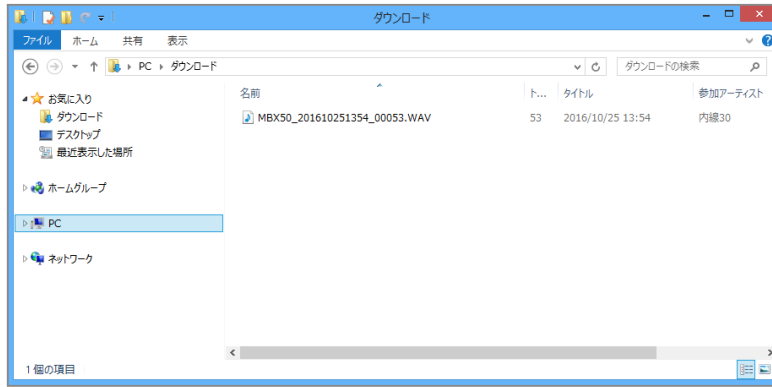 ダウンロード
ファイル ホーム 共有 表示
PC ダウンロード ダウンロードの検索
名前 ト... タイトル 参加アーティスト
MBX50_201610251354_00053.WAV 53 2016/10/25 13:54 内線30
お気に入り
ダウンロード
デスクトップ
最近表示した場所
ホームグループ
PC
ネットワーク
1 個の項目